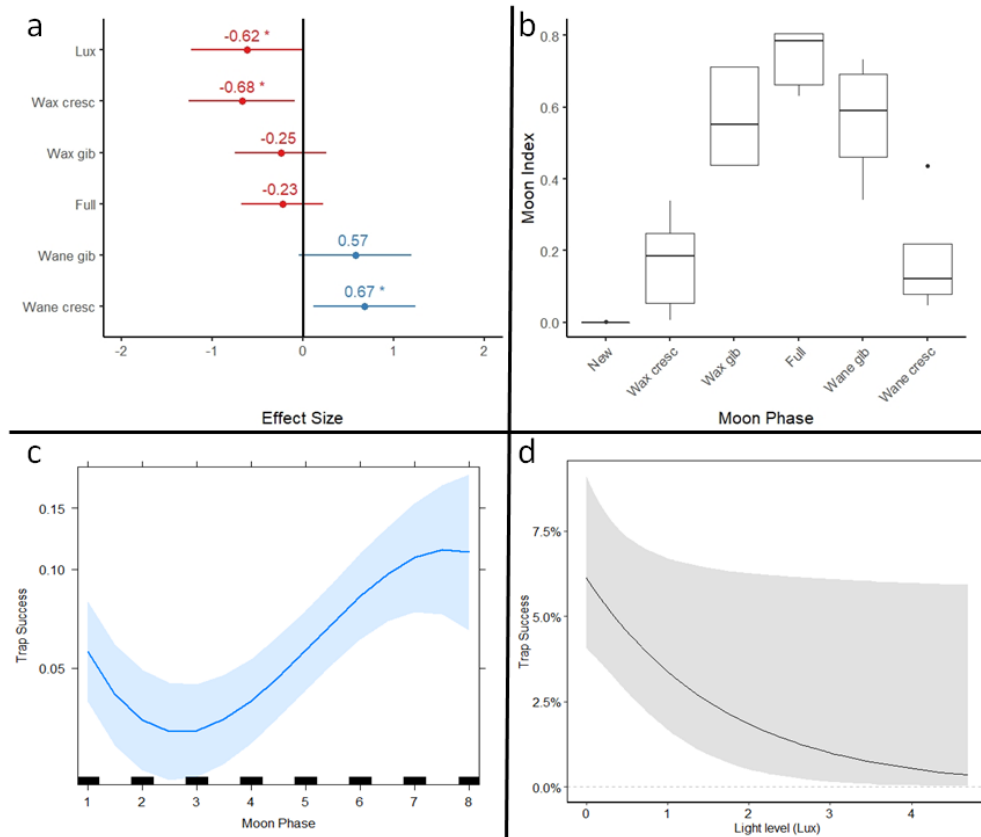 a
Lux
Wax cresc
Wax gib
Full
Wane gib
Wane cresc
-0.62 *
-0.68 *
-0.25
-0.23
0.57
0.67 *
-2 -1 0 1 2
Effect Size
b
Moon Index
0.8
0.6
0.4
0.2
0.0
New
Wax cresc
Wax gib
Full
Wane gib
Wane cresc
Moon Phase
c
Trap Success
0.15
0.10
0.05
1 2 3 4 5 6 7 8
Moon Phase
d
Trap Success
7.5%
5.0%
2.5%
0.0%
0 1 2 3 4
Light level (Lux)